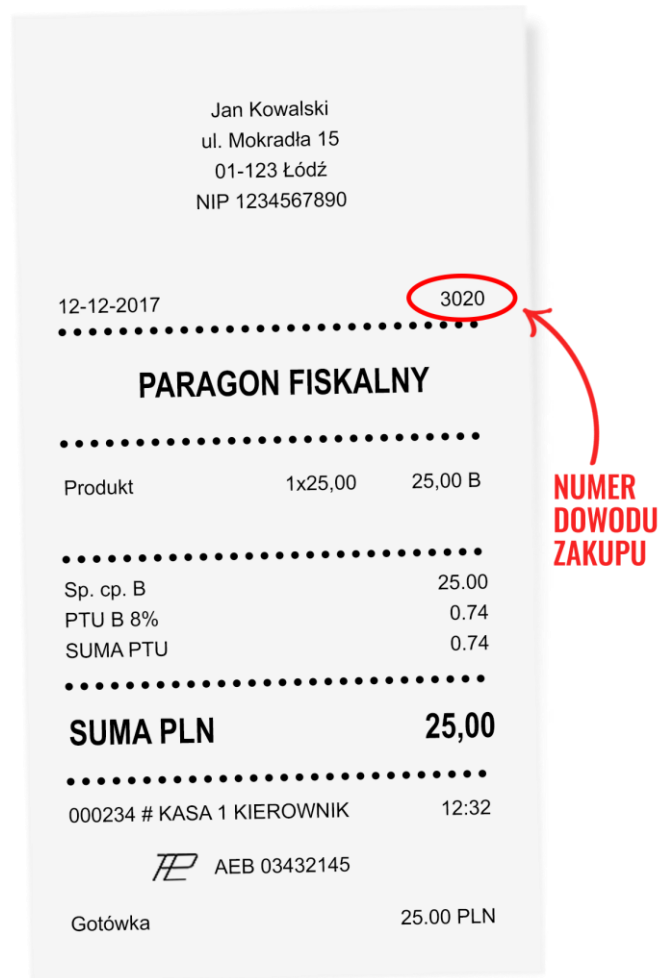 Jan Kowalski
ul. Mokradła 15
01-123 Łódź
NIP 1234567890
12-12-2017 3020
PARAGON FISKALNY
Produkt 1x25,00 25,00 B
NUMER
DOWODU
ZAKUPU
Sp. cp. B 25.00
PTU B 8% 0.74
SUMA PTU 0.74
SUMA PLN 25,00
000234 # KASA 1 KIEROWNIK 12:32
AEB 03432145
Gotówka 25.00 PLN